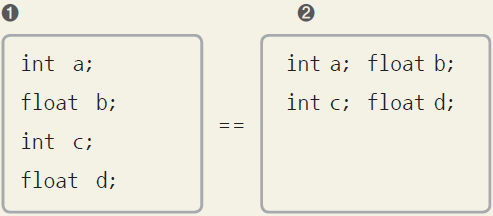 ❶
int a;
float b;
int c;
float d;
==
❷
int a; float b;
int c; float d;